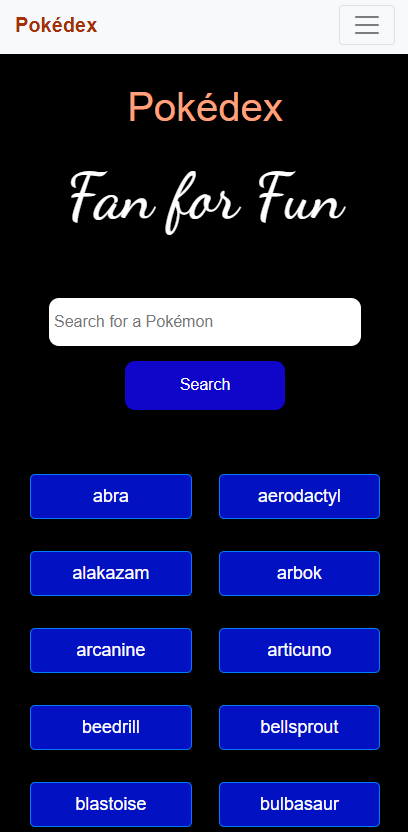 Pokédex
Pokédex
Fan for Fun
Search for a Pokémon
Search
abra
aerodactyl
alakazam
arbok
arcanine
articuno
beedrill
bellsprout
blastoise
bulbasaur